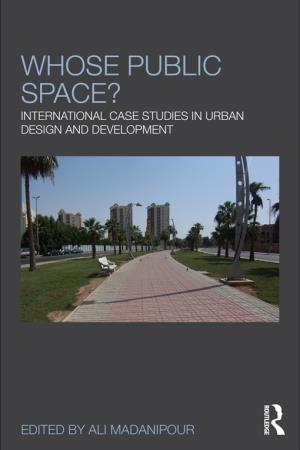 WHOSE PUBLIC
SPACE?
INTERNATIONAL CASE STUDIES IN URBAN
DESIGN AND DEVELOPMENT
EDITED BY ALI MADANIPOUR
ROUTLEDGE